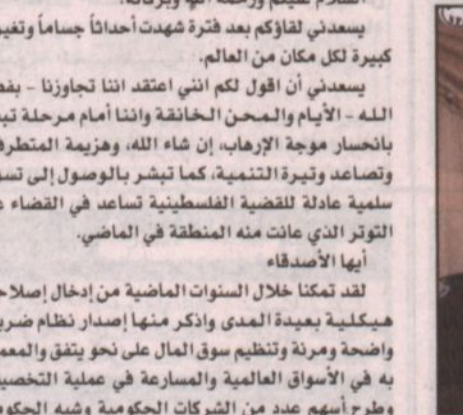 السلام عليكم ورحمة الله وبركاته،
يسعدني لقاؤكم بعد فترة شهدت أحداثاً جساماً وتغير
كبيرة لكل مكان من العالم.
يسعدني أن اقول لكم انني اعتقد اننا تجاوزنا - بفض
الله - الأيام والمحن الخانقة واننا أمام مرحلة تبش
بانحسار موجة الإرهاب، إن شاء الله، وهزيمة المتطرف
وتصاعد وتيرة التنمية، كما تبشر بالوصول إلى تسو
سلمية عادلة للقضية الفلسطينية تساعد في القضاء ع
التوتر الذي عانت منه المنطقة في الماضي.
أيها الأصدقاء
لقد تمكنا خلال السنوات الماضية من إدخال إصلاح
هيكلية بعيدة المدى واذكر منها إصدار نظام ضري
واضحة ومرنة وتنظيم سوق المال على نحو يتفق والمعم
به في الأسواق العالمية والمسارعة في عملية التخصيص
وطرح أسهم عدد من الشركات الحكومية وشبه الحكوم